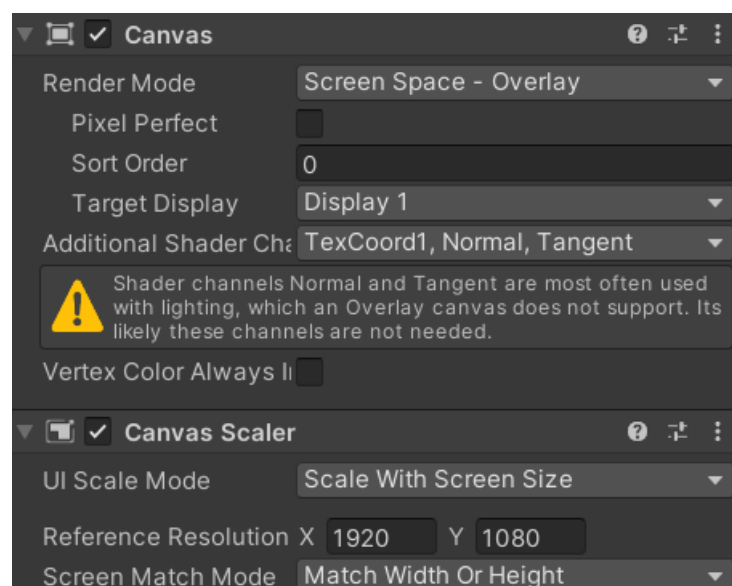 Canvas
Render Mode Screen Space - Overlay
Pixel Perfect
Sort Order 0
Target Display Display 1
Additional Shader Cha TexCoord1, Normal, Tangent
Shader channels Normal and Tangent are most often used
with lighting, which an Overlay canvas does not support. Its
likely these channels are not needed.
Vertex Color Always I
Canvas Scaler
UI Scale Mode Scale With Screen Size
Reference Resolution X 1920 Y 1080
Screen Match Mode Match Width Or Height